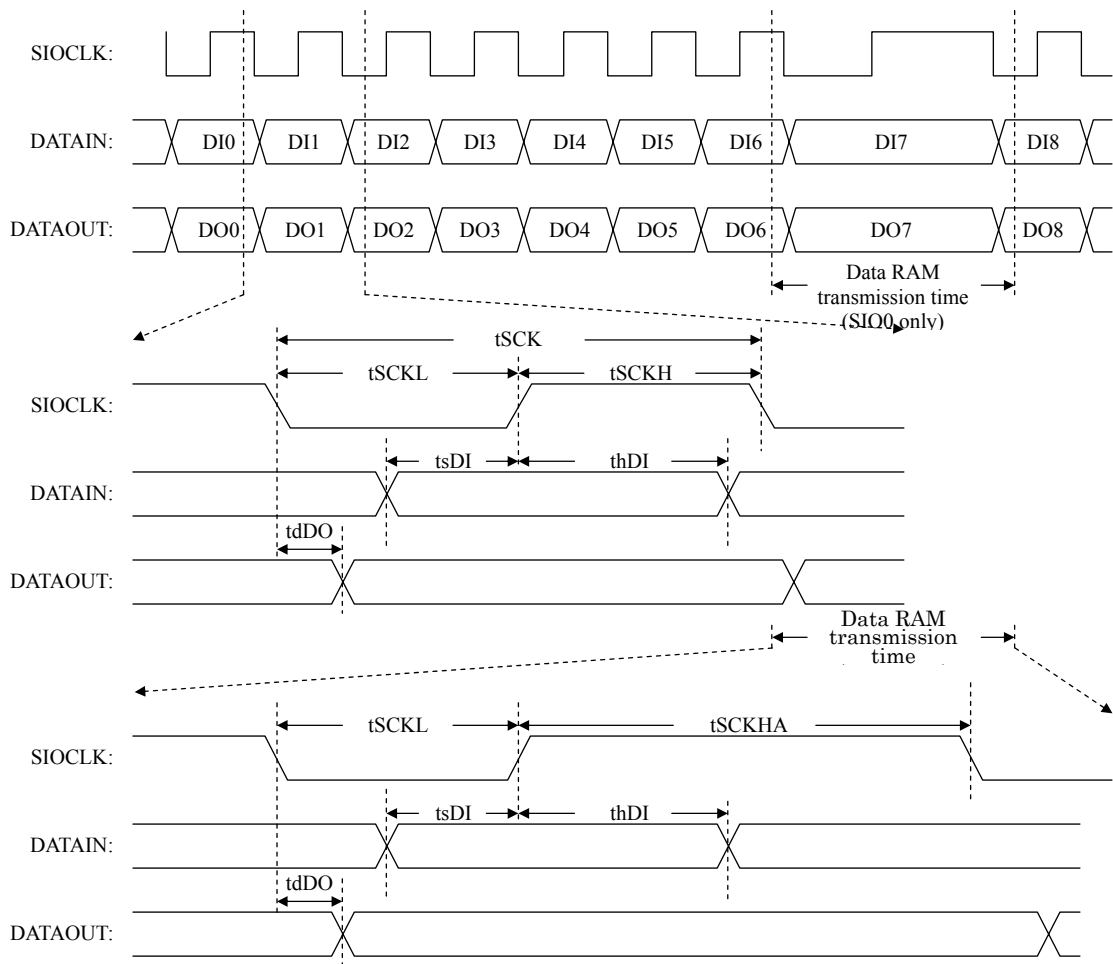 SIOCLK:
DATAIN: DI0 DI1 DI2 DI3 DI4 DI5 DI6 DI7 DI8
DATAOUT: DO0 DO1 DO2 DO3 DO4 DO5 DO6 DO7 DO8
Data RAM
transmission time
(SIO0 only)
tSCK
tSCKL tSCKH
SIOCLK:
tsDI thDI
DATAIN:
tdDO
DATAOUT:
Data RAM
transmission
time
tSCKL tSCKHA
SIOCLK:
tsDI thDI
DATAIN:
tdDO
DATAOUT: